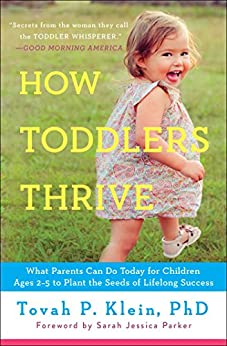 "Secrets from the woman they call
the TODDLER WHISPERER."
—GOOD MORNING AMERICA
HOW
TODDLERS
THRIVE
What Parents Can Do Today for Children
Ages 2-5 to Plant the Seeds of Lifelong Success
Tovah P. Klein, PhD
Foreword by Sarah Jessica Parker